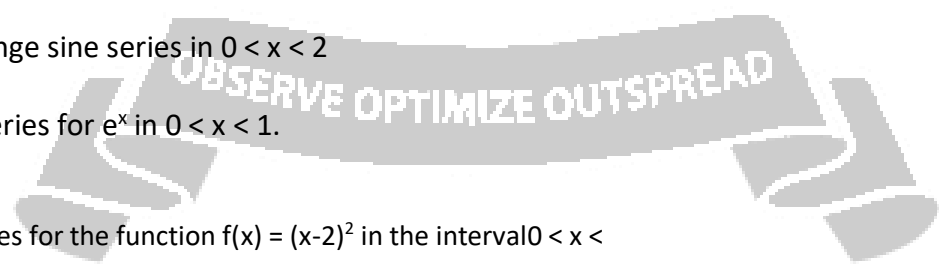 nge sine series in 0 < x < 2
OBSERVE OPTIMIZE OUTSPREAD
eries for eˣ in 0 < x < 1.
es for the function f(x) = (x-2)² in the interval0 < x <